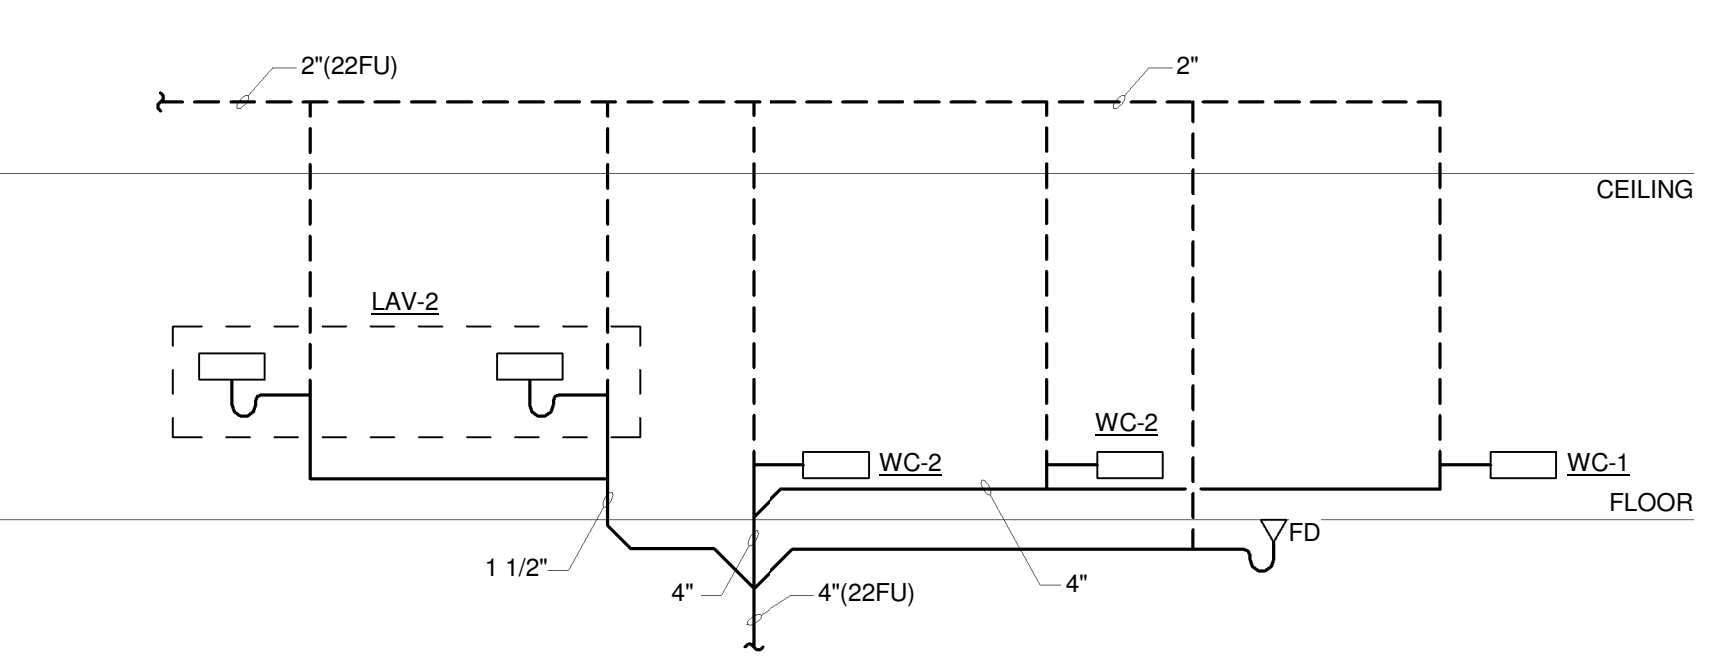 2"(22FU)
2"
CEILING
LAV-2
WC-2
WC-2
WC-1
FLOOR
FD
1 1/2"
4"
4"(22FU)
4"